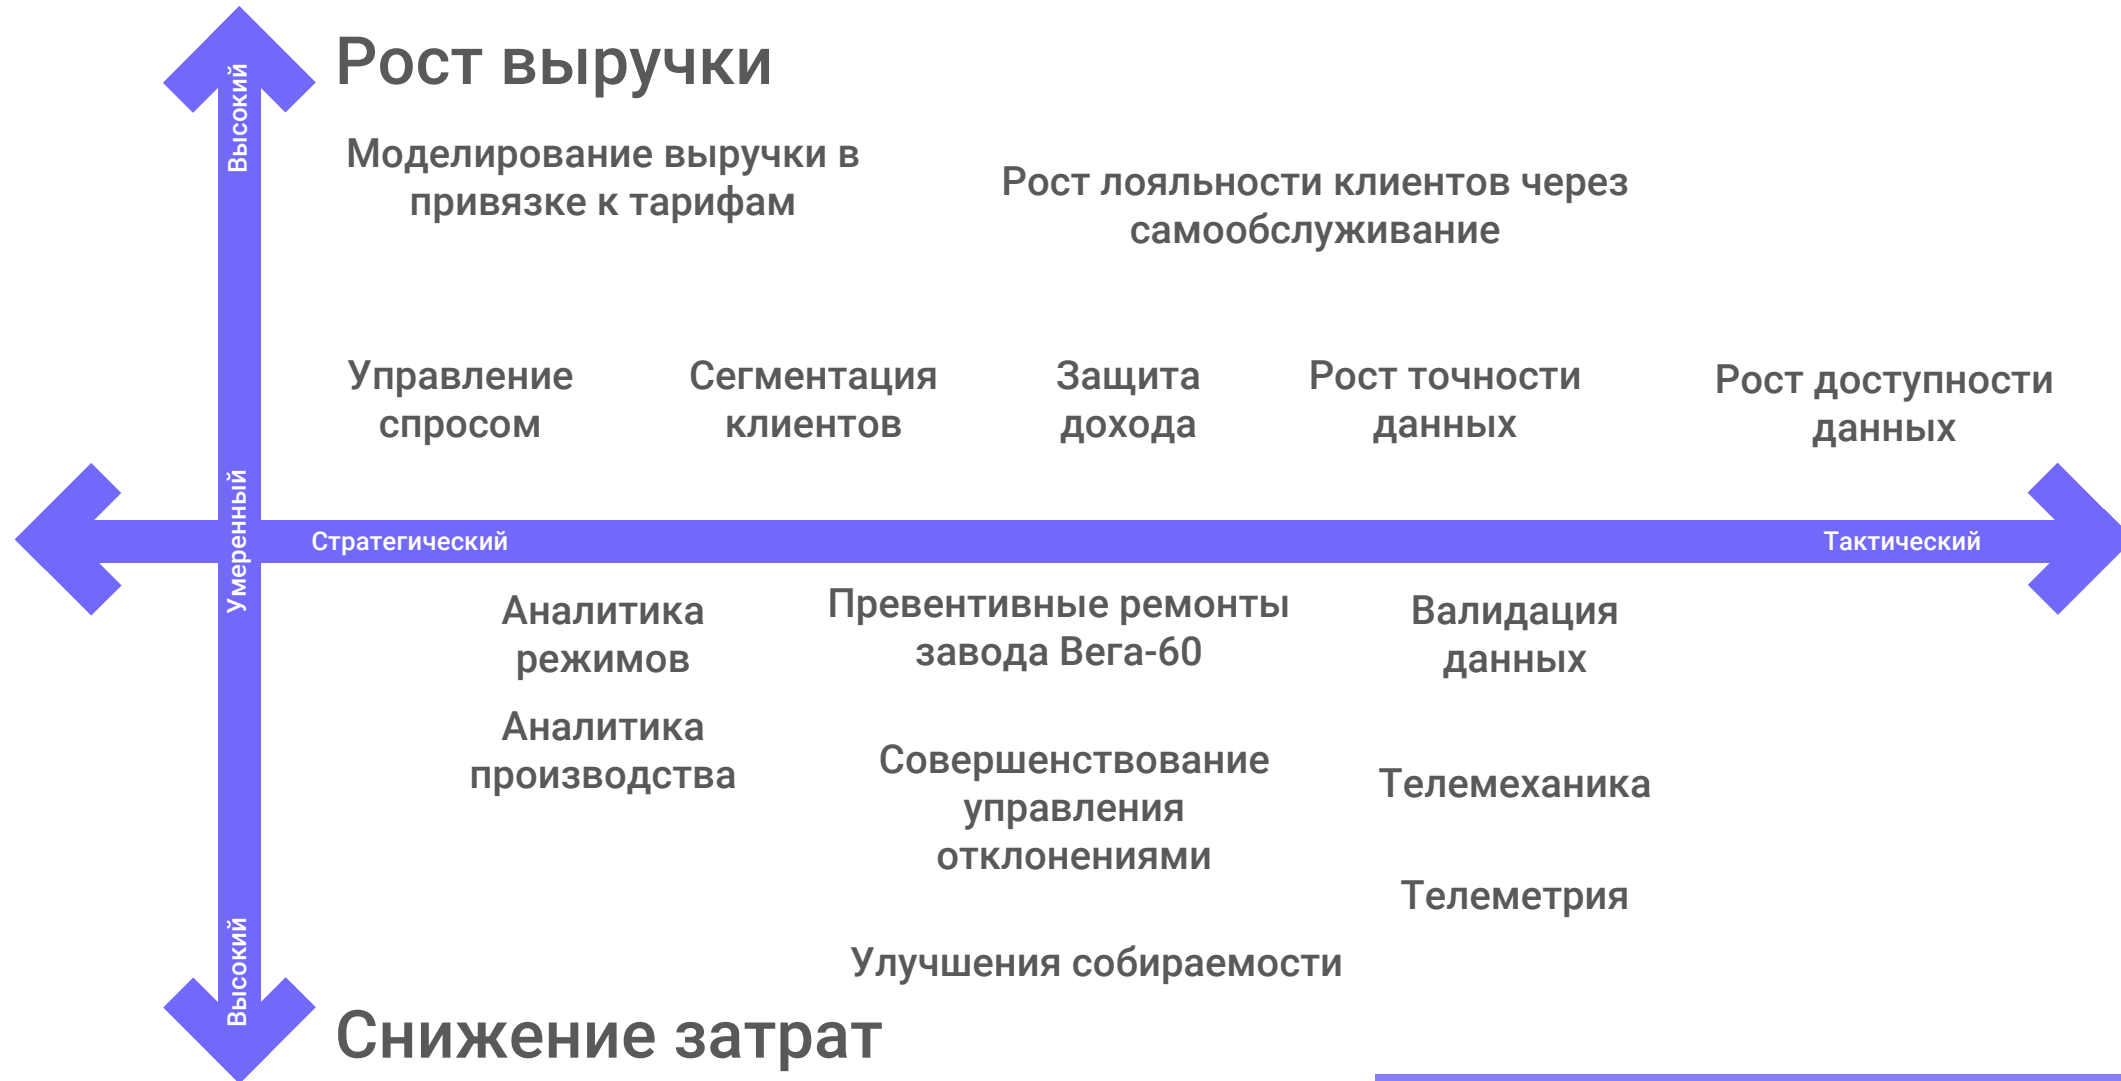 Рост выручки
Высокий
Моделирование выручки в
привязке к тарифам
Рост лояльности клиентов через
самообслуживание
Управление
спросом
Сегментация
клиентов
Защита
дохода
Рост точности
данных
Рост доступности
данных
Умеренный
Стратегический
Тактический
Аналитика
режимов
Превентивные ремонты
завода Вега-60
Валидация
данных
Аналитика
производства
Совершенствование
управления
отклонениями
Телемеханика
Телеметрия
Улучшения собираемости
Высокий
Снижение затрат